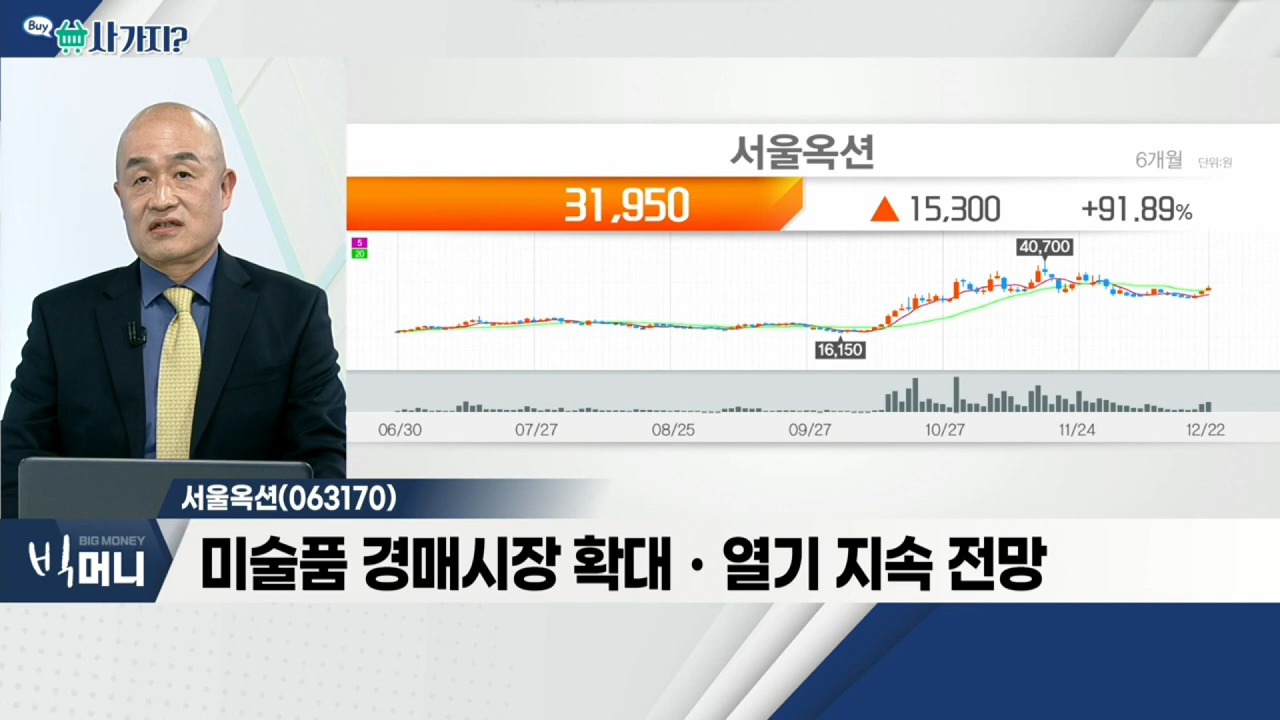 Buy 사가지?
서울옥션
6개월 단위:원
31,950 ▲ 15,300 +91.89%
5
20
40,700
16,150
06/30 07/27 08/25 09/27 10/27 11/24 12/22
서울옥션(063170)
BIG MONEY
빅머니
미술품 경매시장 확대 · 열기 지속 전망